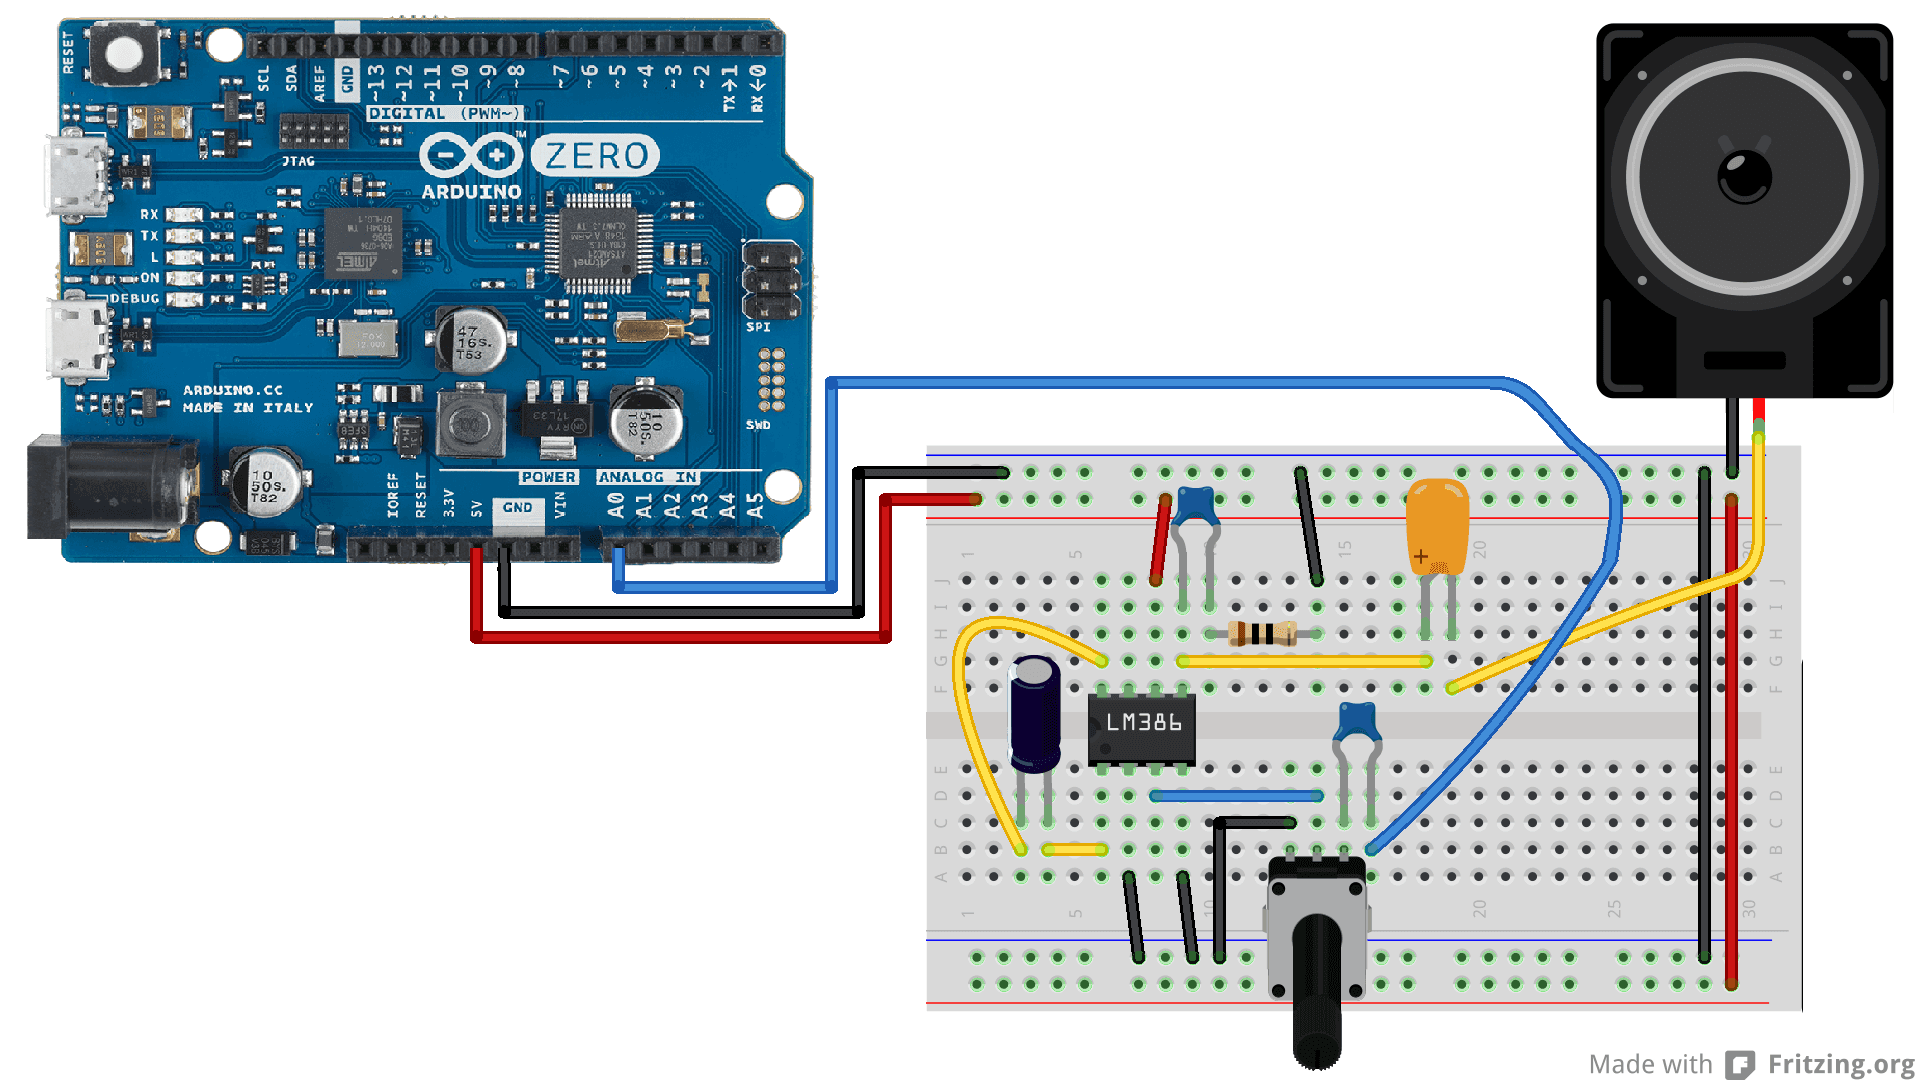 RESET
SCL
SDA
AREF
GND
~13
~12
~11
~10
~9
~8
~7
~6
~5
~4
~3
~2
TX→1
RX←0
DIGITAL (PWM~)
JTAG
TM
ZERO
ARDUINO
RX
TX
L
ON
DEBUG
SPI
47
16S.
T53
ARDUINO.CC
MADE IN ITALY
10
50S.
T82
10
50S.
T82
SWD
POWER
ANALOG IN
IOREF
RESET
3.3V
5V
GND
VIN
A0
A1
A2
A3
A4
A5
1
5
15
20
J
J
I
I
H
H
G
G
F
F
+
LM386
E
E
D
D
C
C
B
B
A
A
1
5
10
20
25
30
Made with Fritzing.org